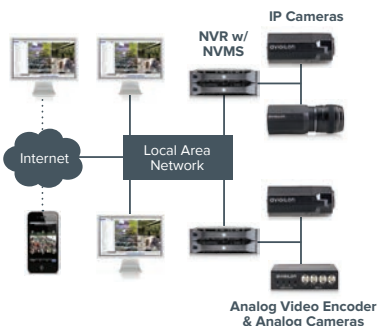 IP Cameras
NVR w/
NVMS
Internet
Local Area
Network
Analog Video Encoder
& Analog Cameras